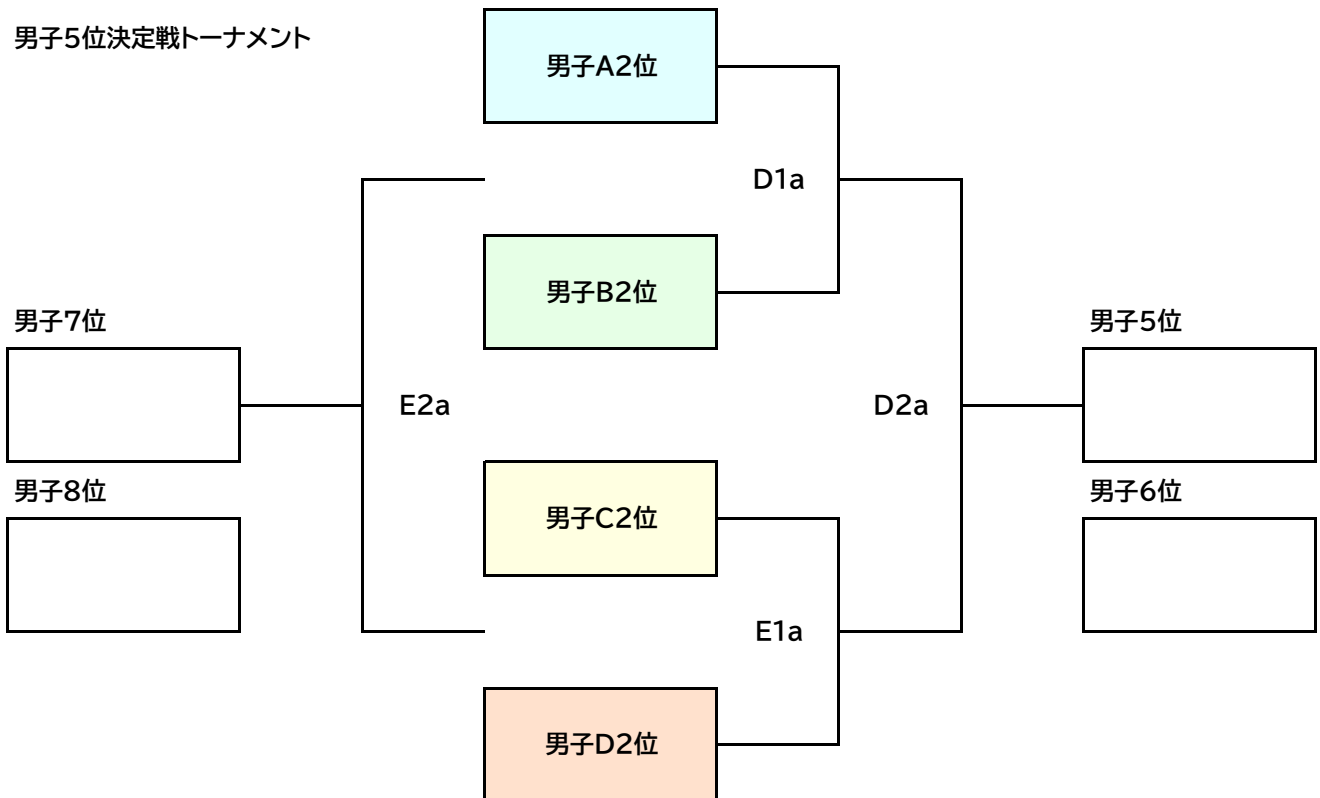 男子5位決定戦トーナメント
男子A2位
D1a
男子B2位
男子7位
男子5位
E2a
D2a
男子8位
男子6位
男子C2位
E1a
男子D2位